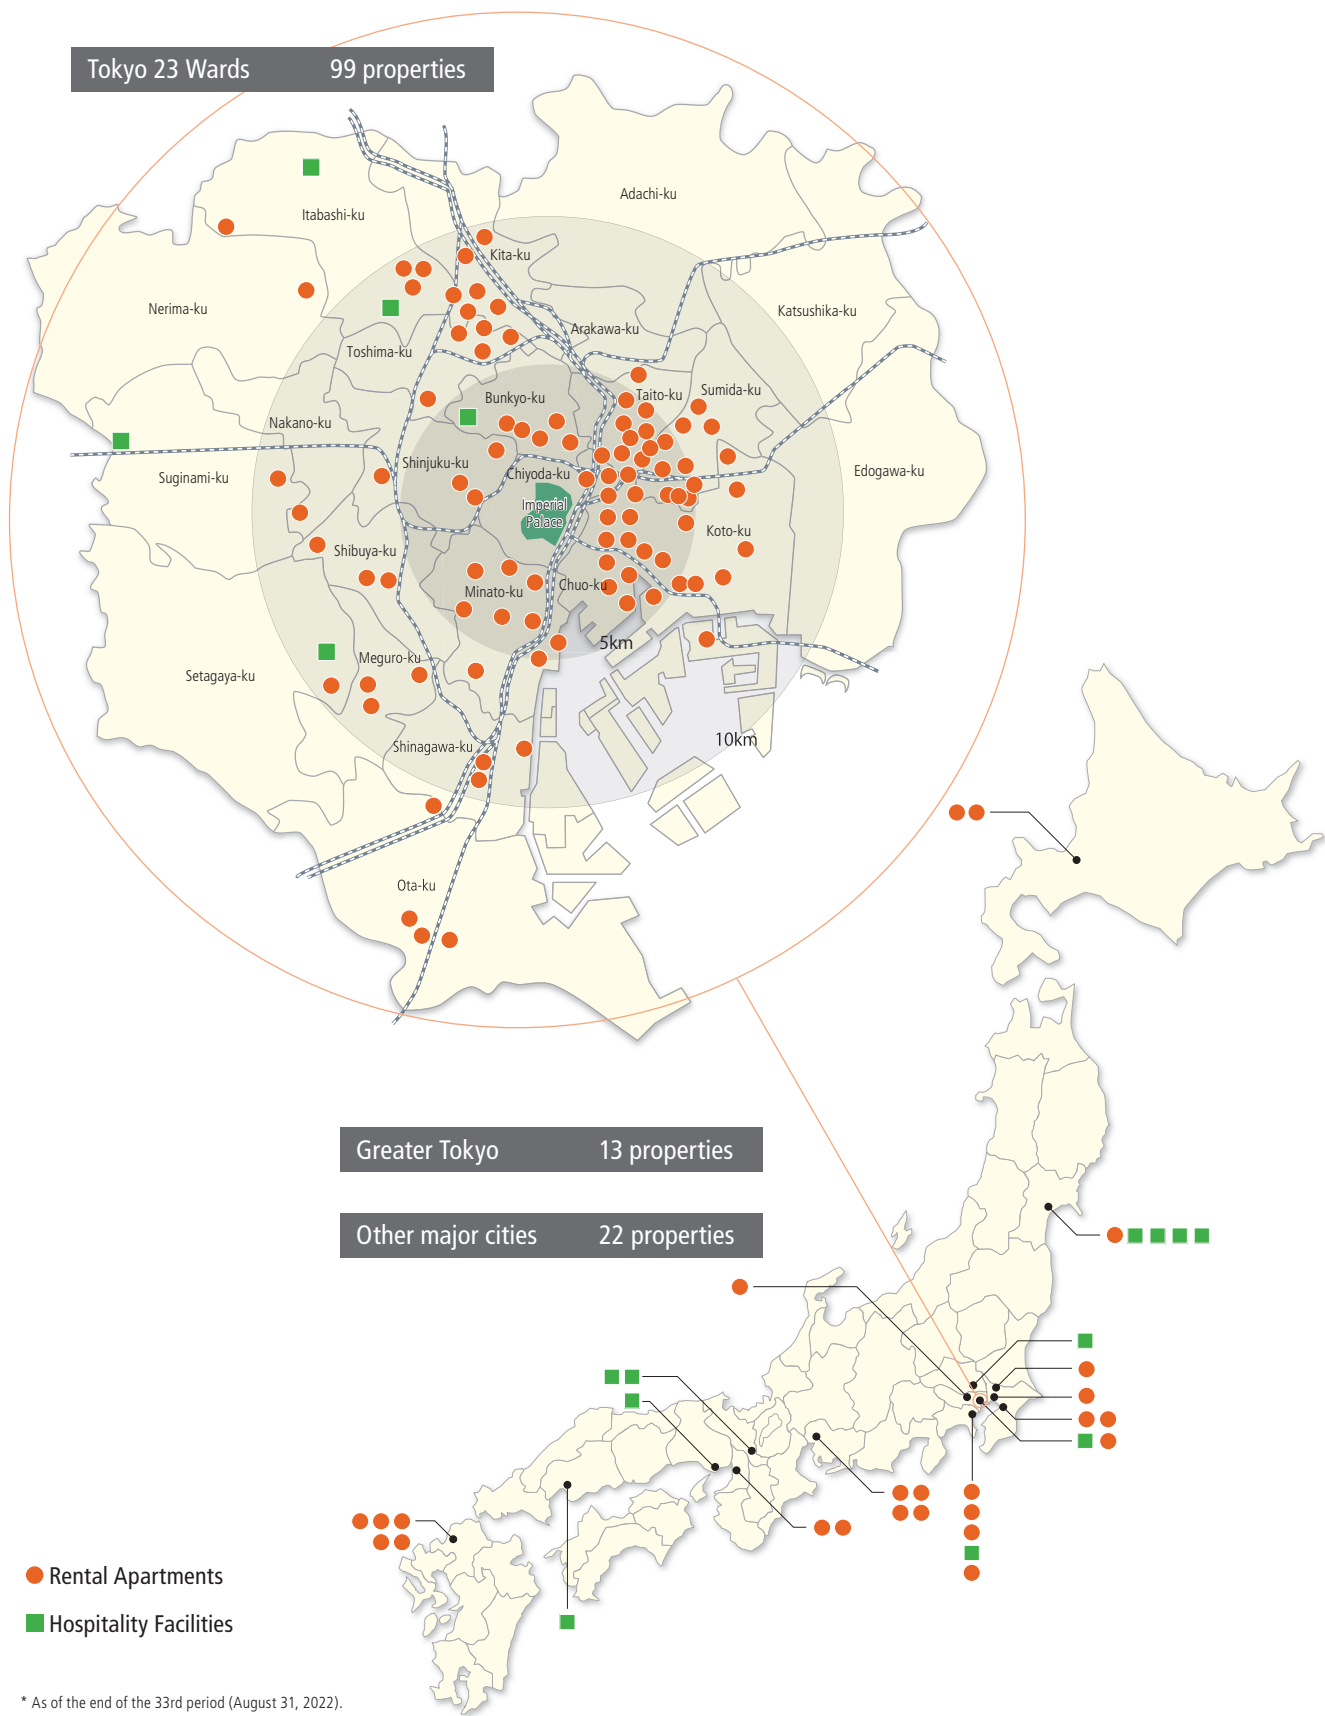 Tokyo 23 Wards 99 properties
Adachi-ku
Itabashi-ku
Kita-ku
Nerima-ku
Katsushika-ku
Arakawa-ku
Toshima-ku
Taito-ku
Sumida-ku
Bunkyo-ku
Nakano-ku
Shinjuku-ku
Chiyoda-ku
Edogawa-ku
Suginami-ku
Imperial
Palace
Koto-ku
Shibuya-ku
Chuo-ku
Minato-ku
5km
Meguro-ku
Setagaya-ku
10km
Shinagawa-ku
Ota-ku
Greater Tokyo 13 properties
Other major cities 22 properties
Rental Apartments
Hospitality Facilities
* As of the end of the 33rd period (August 31, 2022).